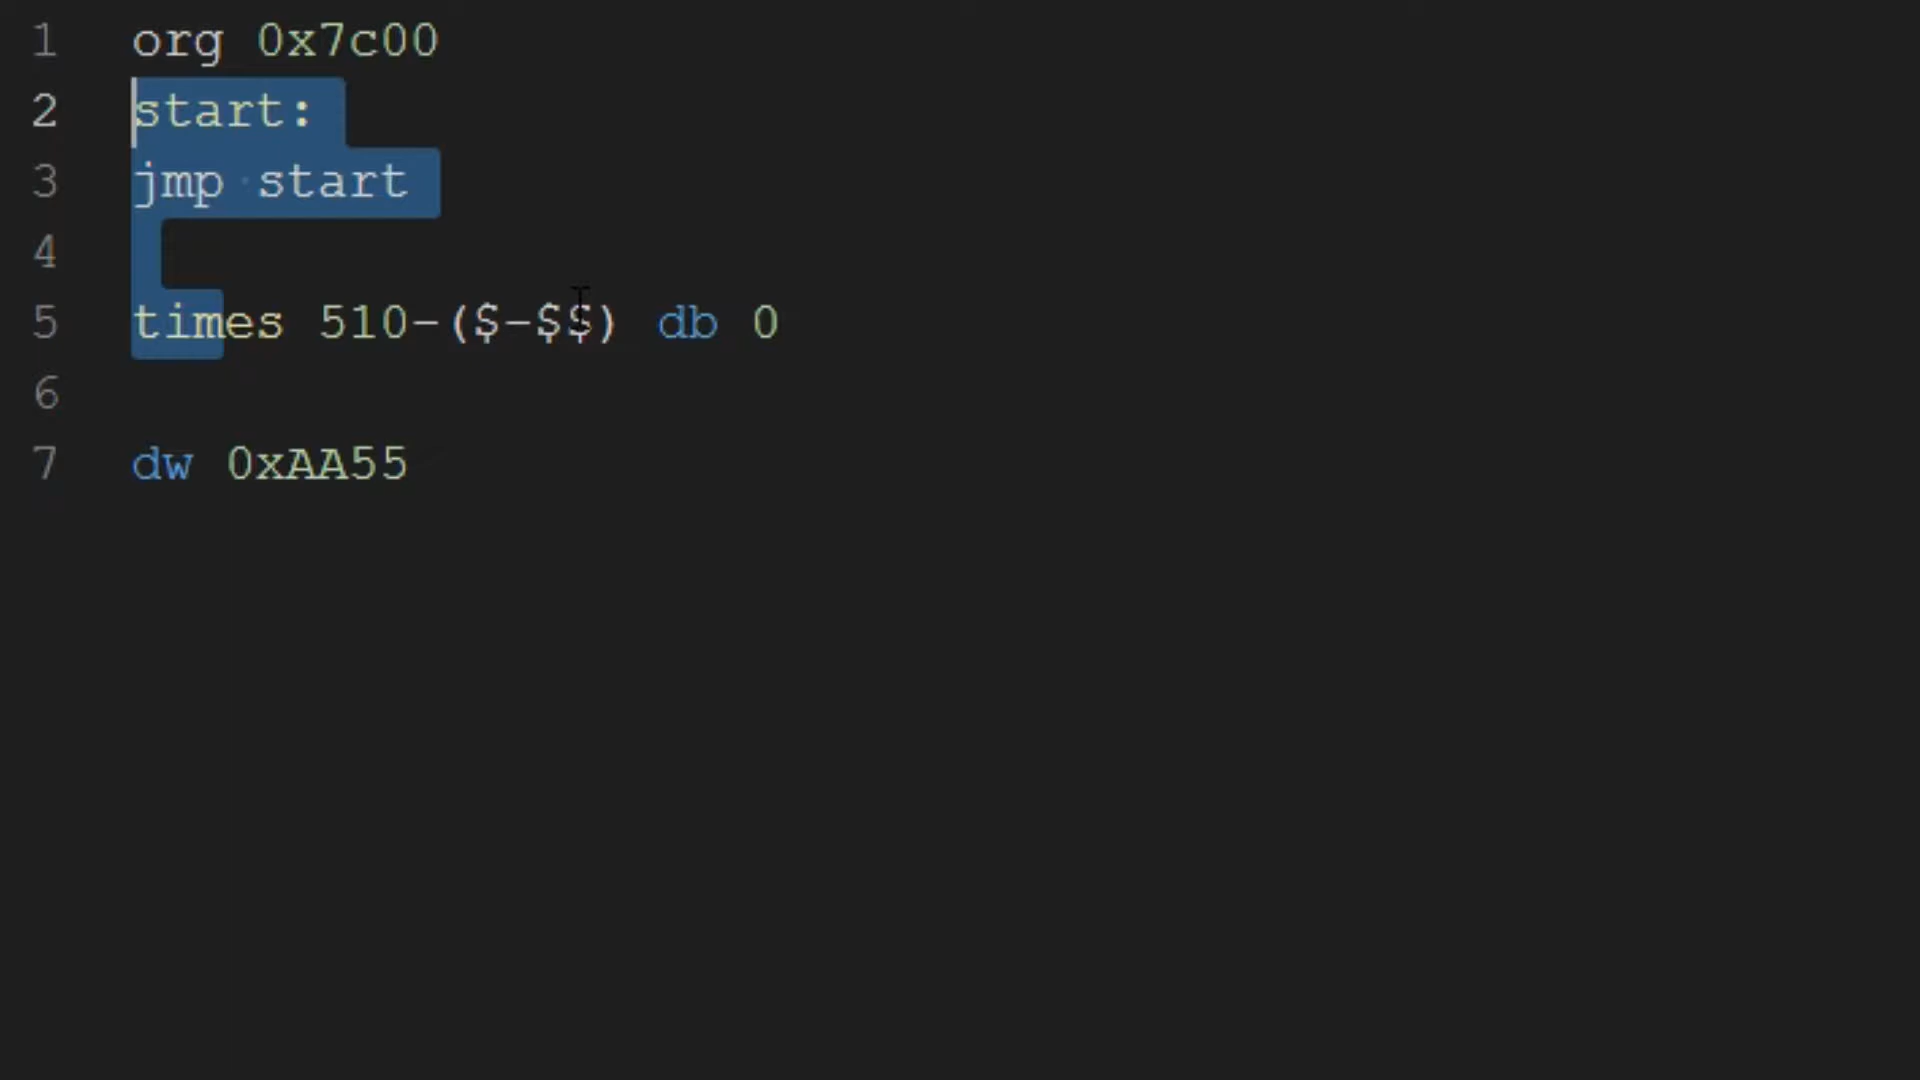 1 org 0x7c00
2 start:
3 jmp start
4
5 times 510-($-$$) db 0
6
7 dw 0xAA55